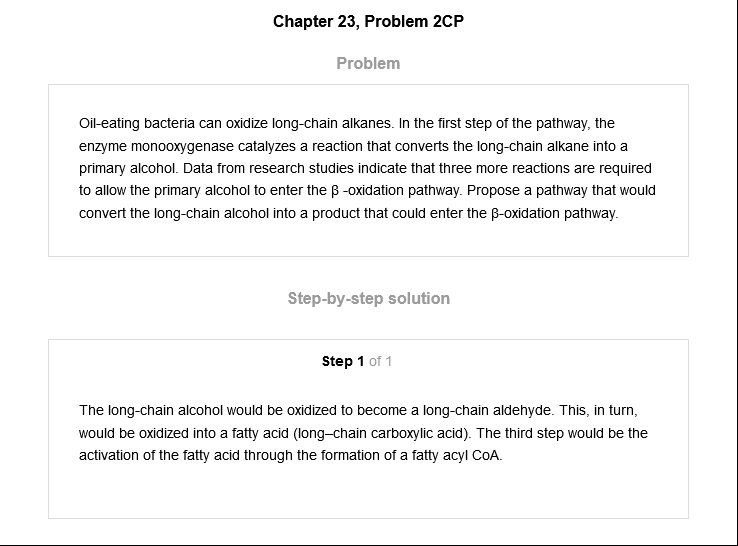 Chapter 23, Problem 2CP
Problem
Oil-eating bacteria can oxidize long-chain alkanes. In the first step of the pathway, the
enzyme monooxygenase catalyzes a reaction that converts the long-chain alkane into a
primary alcohol. Data from research studies indicate that three more reactions are required
to allow the primary alcohol to enter the β -oxidation pathway. Propose a pathway that would
convert the long-chain alcohol into a product that could enter the β-oxidation pathway.
Step-by-step solution
Step 1 of 1
The long-chain alcohol would be oxidized to become a long-chain aldehyde. This, in turn,
would be oxidized into a fatty acid (long–chain carboxylic acid). The third step would be the
activation of the fatty acid through the formation of a fatty acyl CoA.